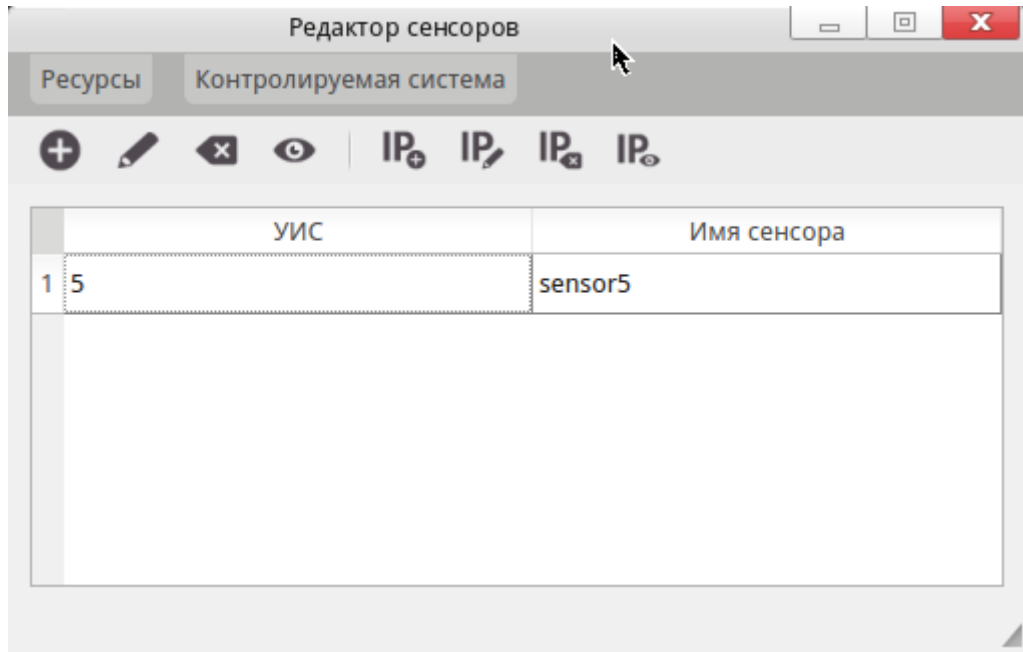 Редактор сенсоров
Ресурсы Контролируемая система
IP IP IP IP
УИС Имя сенсора
1 5 sensor5